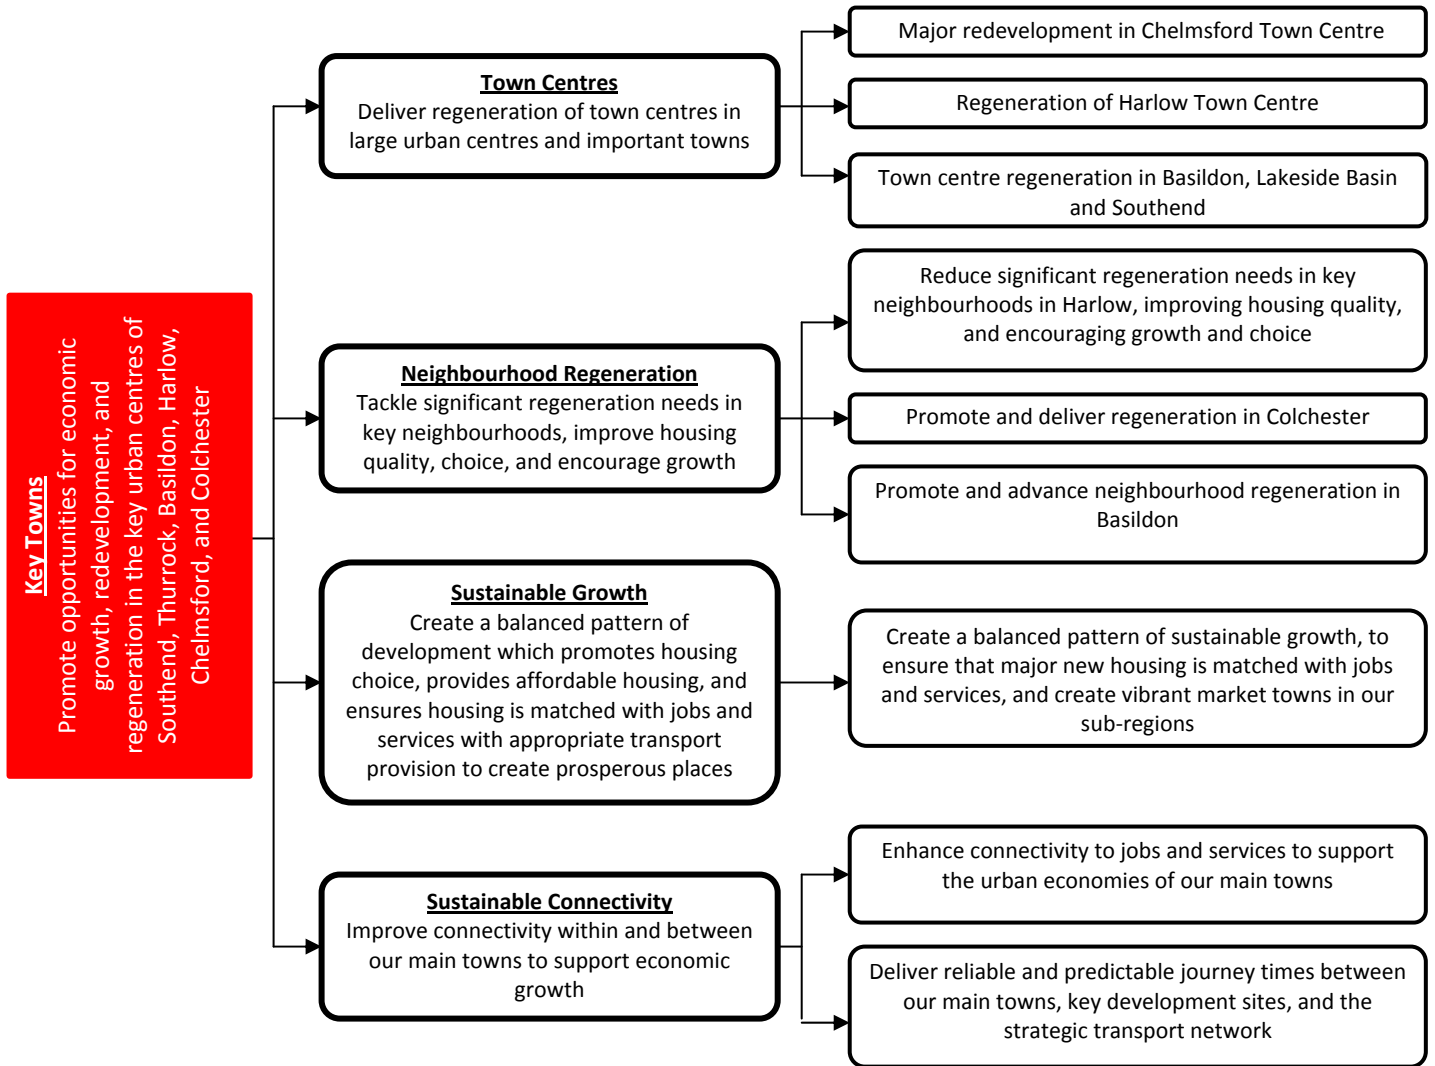 Key Towns
Promote opportunities for economic
growth, redevelopment, and
regeneration in the key urban centres of
Southend, Thurrock, Basildon, Harlow,
Chelmsford, and Colchester
Town Centres
Deliver regeneration of town centres in
large urban centres and important towns
Major redevelopment in Chelmsford Town Centre
Regeneration of Harlow Town Centre
Town centre regeneration in Basildon, Lakeside Basin
and Southend
Neighbourhood Regeneration
Tackle significant regeneration needs in
key neighbourhoods, improve housing
quality, choice, and encourage growth
Reduce significant regeneration needs in key
neighbourhoods in Harlow, improving housing quality,
and encouraging growth and choice
Promote and deliver regeneration in Colchester
Promote and advance neighbourhood regeneration in
Basildon
Sustainable Growth
Create a balanced pattern of
development which promotes housing
choice, provides affordable housing, and
ensures housing is matched with jobs and
services with appropriate transport
provision to create prosperous places
Create a balanced pattern of sustainable growth, to
ensure that major new housing is matched with jobs
and services, and create vibrant market towns in our
sub-regions
Sustainable Connectivity
Improve connectivity within and between
our main towns to support economic
growth
Enhance connectivity to jobs and services to support
the urban economies of our main towns
Deliver reliable and predictable journey times between
our main towns, key development sites, and the
strategic transport network